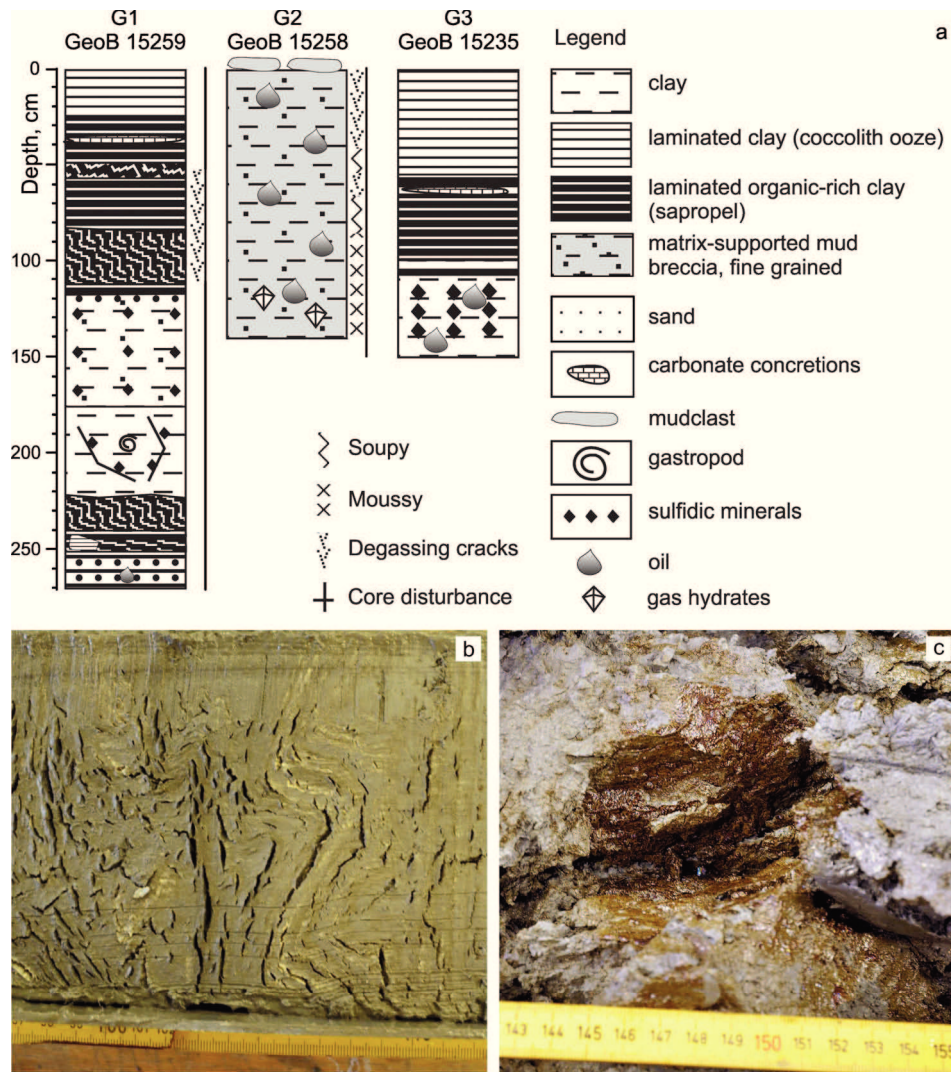 G1
GeoB 15259
G2
GeoB 15258
G3
GeoB 15235
Legend
a
Depth, cm
0
100
150
200
250
clay
laminated clay (coccolith ooze)
laminated organic-rich clay
(sapropel)
matrix-supported mud
breccia, fine grained
sand
carbonate concretions
mudclast
gastropod
sulfidic minerals
oil
gas hydrates
Soupy
Moussy
Degassing cracks
Core disturbance
b
c
100
143 144 145 146 147 148 149 150 151 152 153 154 155